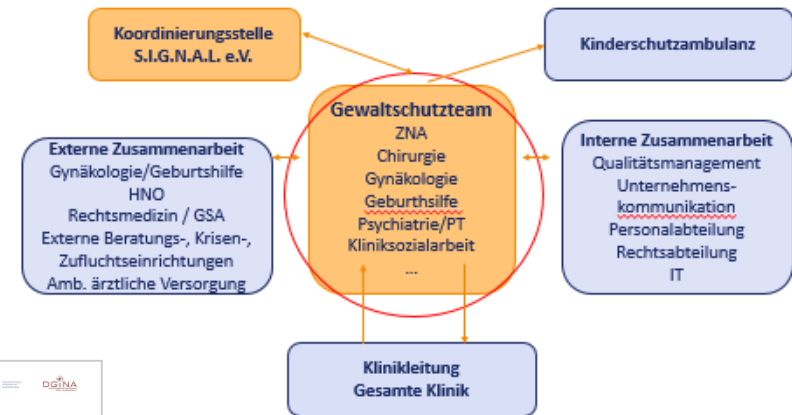 Koordinierungsstelle
S.I.G.N.A.L. e.V.
Kinderschutzambulanz
Gewaltschutzteam
ZNA
Chirurgie
Gynäkologie
Geburthsilfe
Psychiatrie/PT
Kliniksozialarbeit
...
Externe Zusammenarbeit
Gynäkologie/Geburtshilfe
HNO
Rechtsmedizin / GSA
Externe Beratungs-, Krisen-,
Zufluchtseinrichtungen
Amb. ärztliche Versorgung
Interne Zusammenarbeit
Qualitätsmanagement
Unternehmens-
kommunikation
Personalabteilung
Rechtsabteilung
IT
Klinikleitung
Gesamte Klinik
DGINA